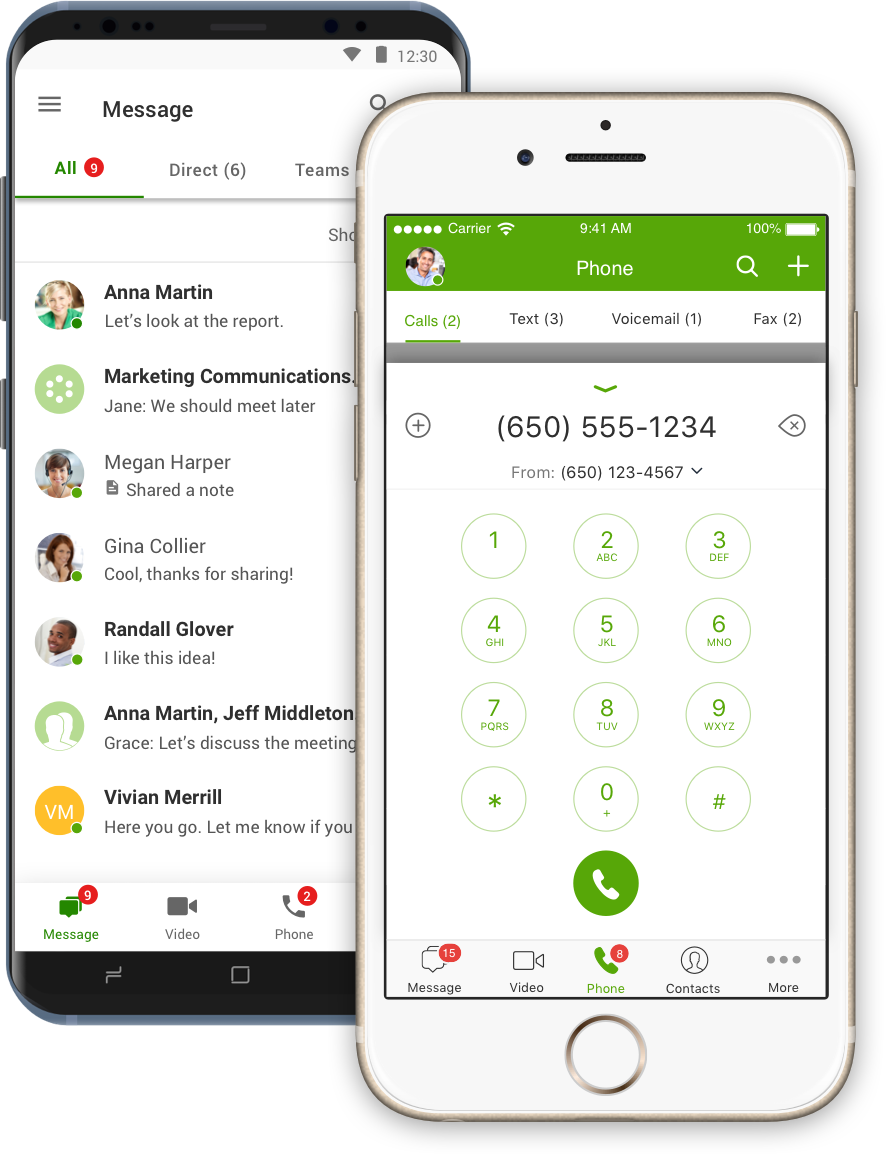 12:30
Message
All 9
Direct (6)
Teams
Anna Martin
Let's look at the report.
Marketing Communications.
Jane: We should meet later
Megan Harper
Shared a note
Gina Collier
Cool, thanks for sharing!
Randall Glover
I like this idea!
Anna Martin, Jeff Middleton
Grace: Let's discuss the meeting
VM
Vivian Merrill
Here you go. Let me know if you
9
2
Message Video Phone
Carrier 9:41 AM 100%
Phone
Calls (2) Text (3) Voicemail (1) Fax (2)
(650) 555-1234
From: (650) 123-4567
1 2 3
ABC DEF
4 5 6
GHI JKL MNO
7 8 9
PQRS TUV WXYZ
* 0 #
+
15 8
Message Video Phone Contacts More